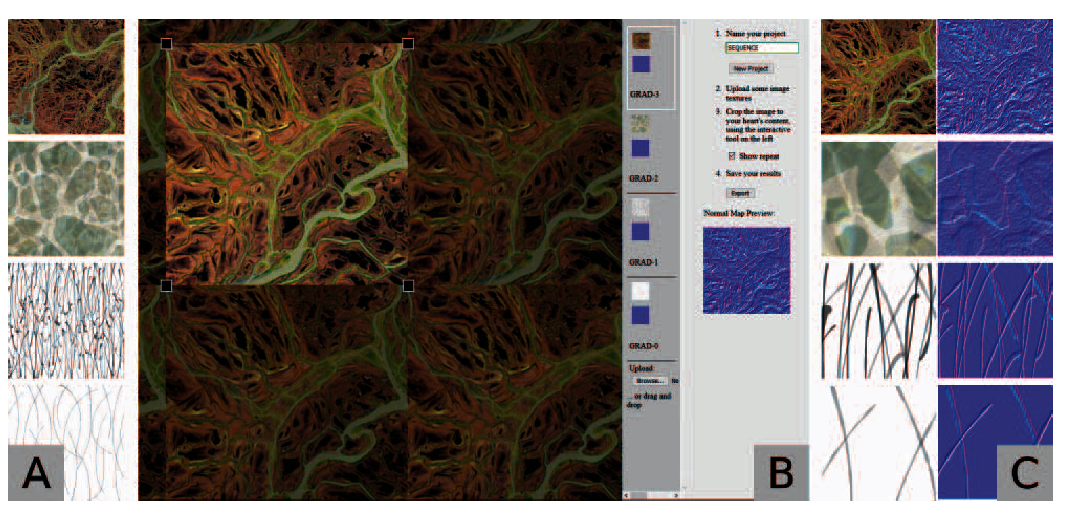 A
GRAD-3
GRAD-2
GRAD-1
GRAD-0
Upload:
Browse... No
... or drag and
drop
1. Name your project
SEQUENCE
New Project
2. Upload some image
textures
3. Crop the image to
your heart's content,
using the interactive
tool on the left
Show repeat
4. Save your results
Export
Normal Map Preview:
B
C